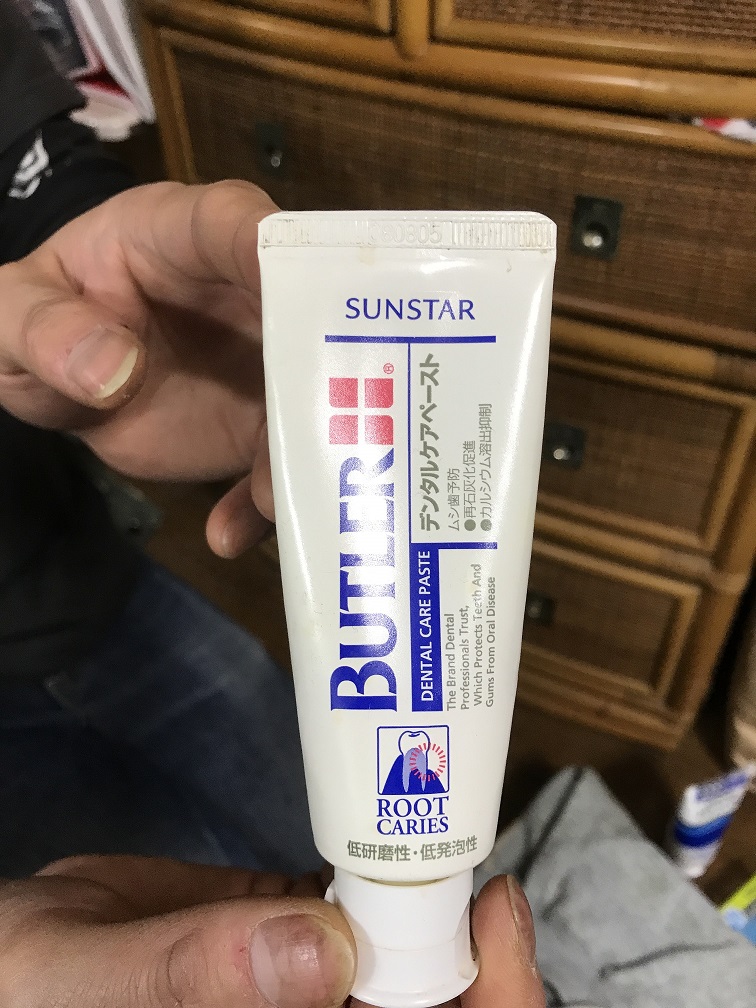 SUNSTAR
BUTLER
®
デンタルケアペースト
ムシ歯予防
●再石灰化促進
●カルシウム溶出抑制
DENTAL CARE PASTE
The Brand Dental
Professionals Trust,
Which Protects Teeth And
Gums From Oral Disease
ROOT
CARIES
低研磨性・低発泡性